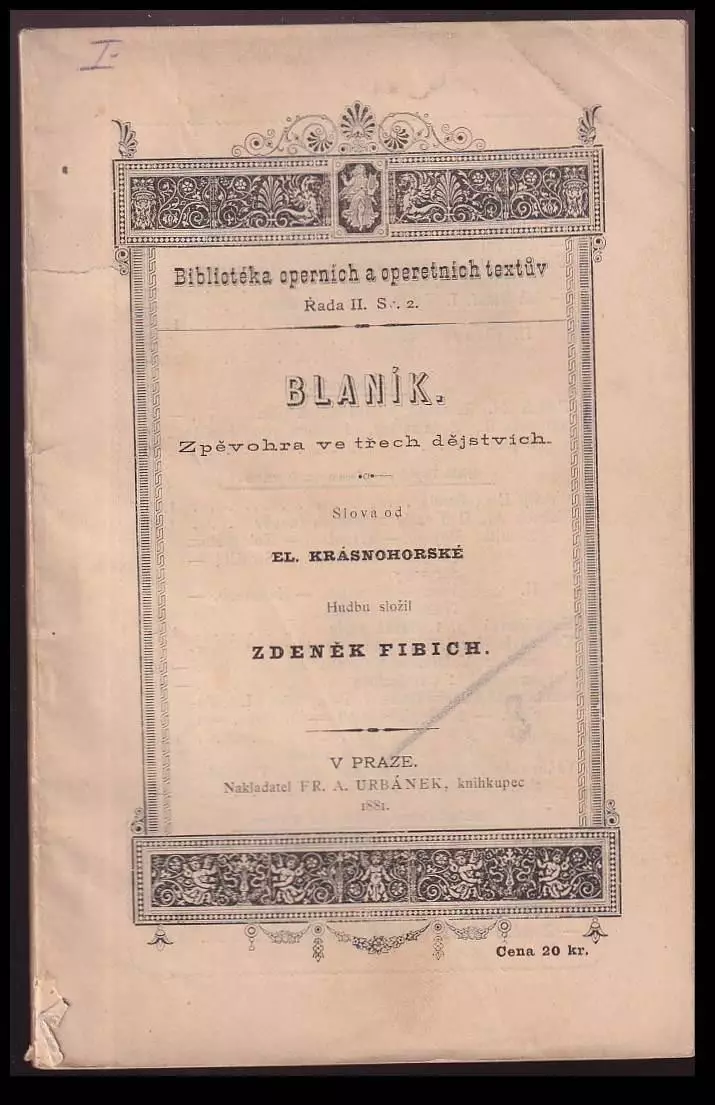 I.
Bibliotéka operních a operetních textův
Řada II. Sv. 2.
BLANÍK.
Zpěvohra ve třech dějstvích.
Slova od
EL. KRÁSNOHORSKÉ
Hudbu složil
ZDENĚK FIBICH.
V PRAZE.
Nakladatel FR. A. URBÁNEK, knihkupec
1881.
Cena 20 kr.